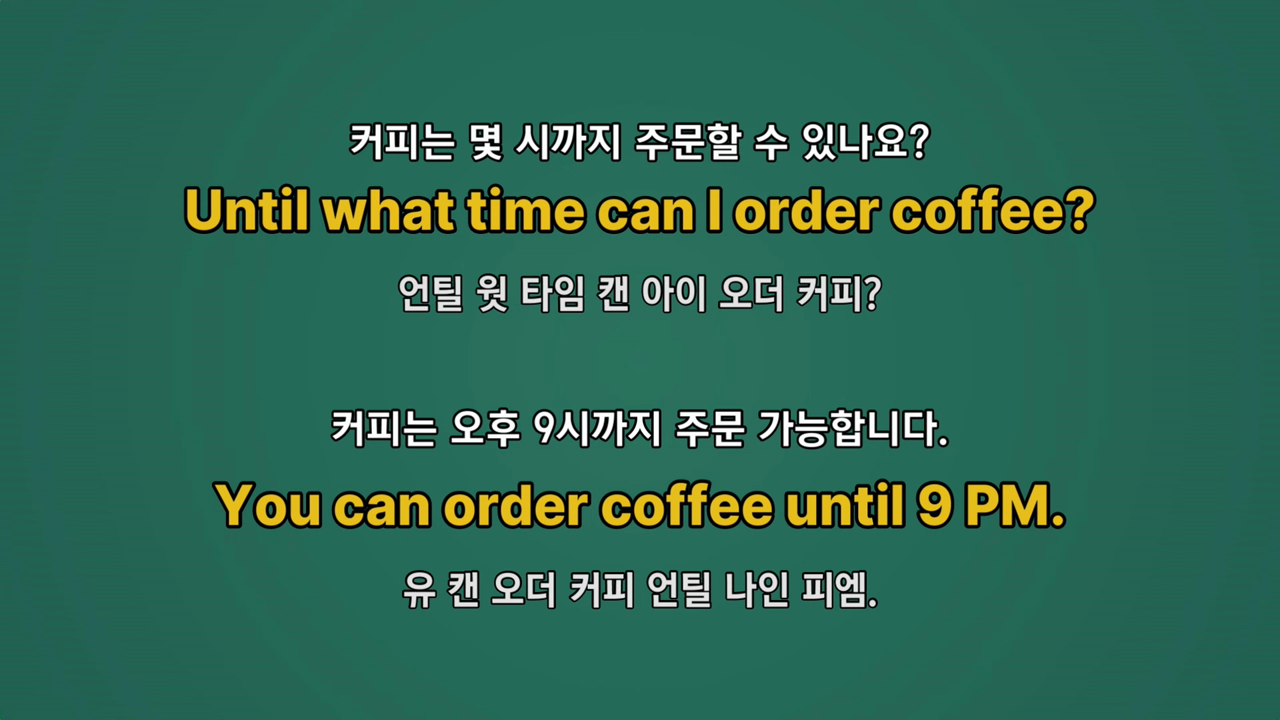 커피는 몇 시까지 주문할 수 있나요?
Until what time can I order coffee?
언틸 왓 타임 캔 아이 오더 커피?
커피는 오후 9시까지 주문 가능합니다.
You can order coffee until 9 PM.
유 캔 오더 커피 언틸 나인 피엠.